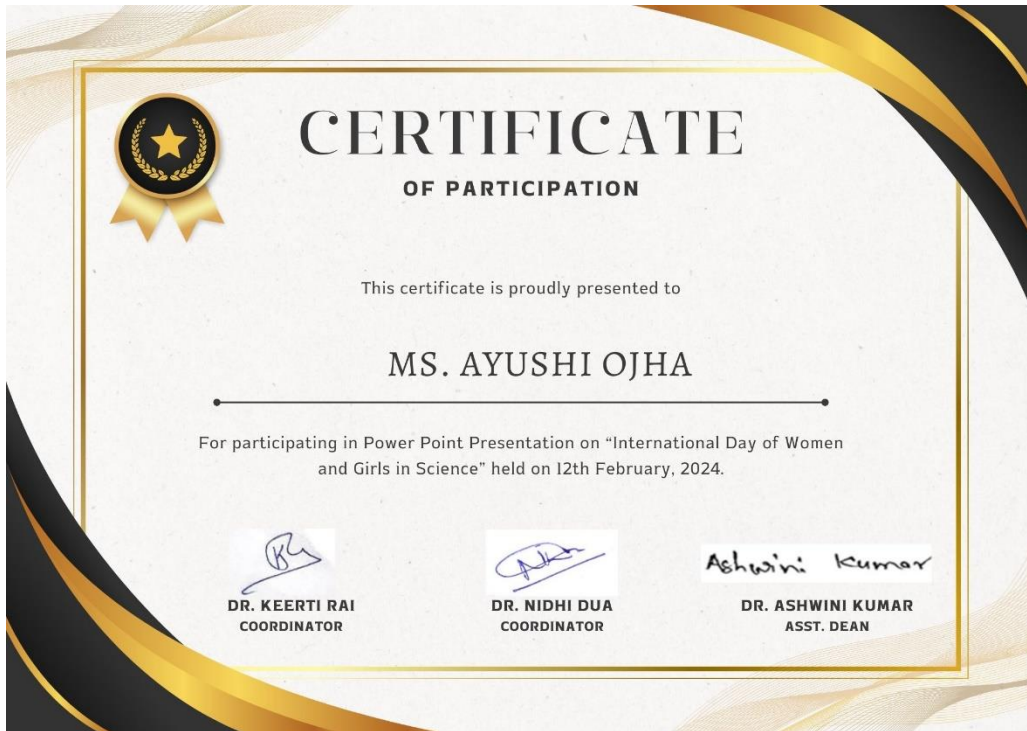 CERTIFICATE
OF PARTICIPATION
This certificate is proudly presented to
MS. AYUSHI OJHA
For participating in Power Point Presentation on “International Day of Women
and Girls in Science” held on 12th February, 2024.
Ashwini Kumar
DR. KEERTI RAI
COORDINATOR
DR. NIDHI DUA
COORDINATOR
DR. ASHWINI KUMAR
ASST. DEAN